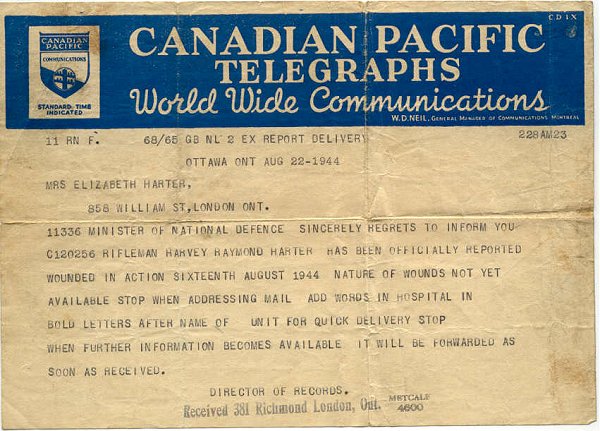 CD 1X
CANADIAN PACIFIC
COMMUNICATIONS
STANDARD TIME
INDICATED
CANADIAN PACIFIC
TELEGRAPHS
World Wide Communications
W.D. NEIL, GENERAL MANAGER OF COMMUNICATIONS MONTREAL
11 RN F. 68/65 GB NL 2 EX REPORT DELIVERY 228AM23
OTTAWA ONT AUG 22-1944
MRS ELIZABETH HARTER,
858 WILLIAM ST, LONDON ONT.
11336 MINISTER OF NATIONAL DEFENCE SINCERELY REGRETS TO INFORM YOU
C120256 RIFLEMAN HARVEY RAYMOND HARTER HAS BEEN OFFICIALLY REPORTED
WOUNDED IN ACTION SIXTEENTH AUGUST 1944 NATURE OF WOUNDS NOT YET
AVAILABLE STOP WHEN ADDRESSING MAIL ADD WORDS IN HOSPITAL IN
BOLD LETTERS AFTER NAME OF UNIT FOR QUICK DELIVERY STOP
WHEN FURTHER INFORMATION BECOMES AVAILABLE IT WILL BE FORWARDED AS
SOON AS RECEIVED.
DIRECTOR OF RECORDS.
Received 381 Richmond London, Ont. METCALF 4600